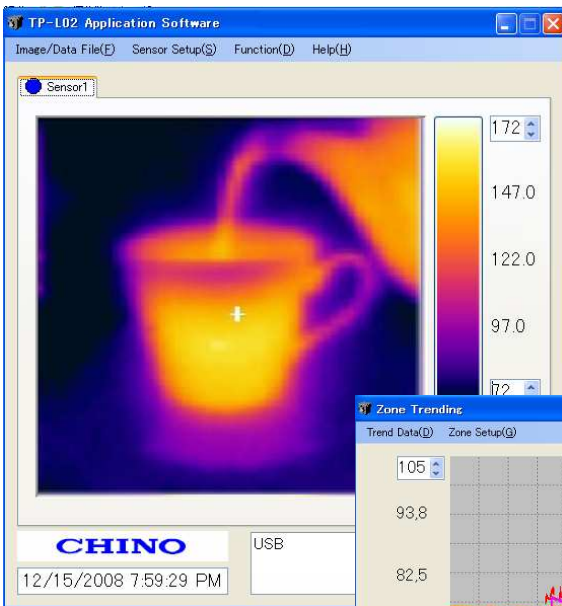 TP-L02 Application Software
Image/Data File(F) Sensor Setup(S) Function(D) Help(H)
Sensor1
172
147.0
122.0
97.0
72
Zone Trending
Trend Data(D) Zone Setup(G)
105
93,8
82,5
CHINO
USB
12/15/2008 7:59:29 PM